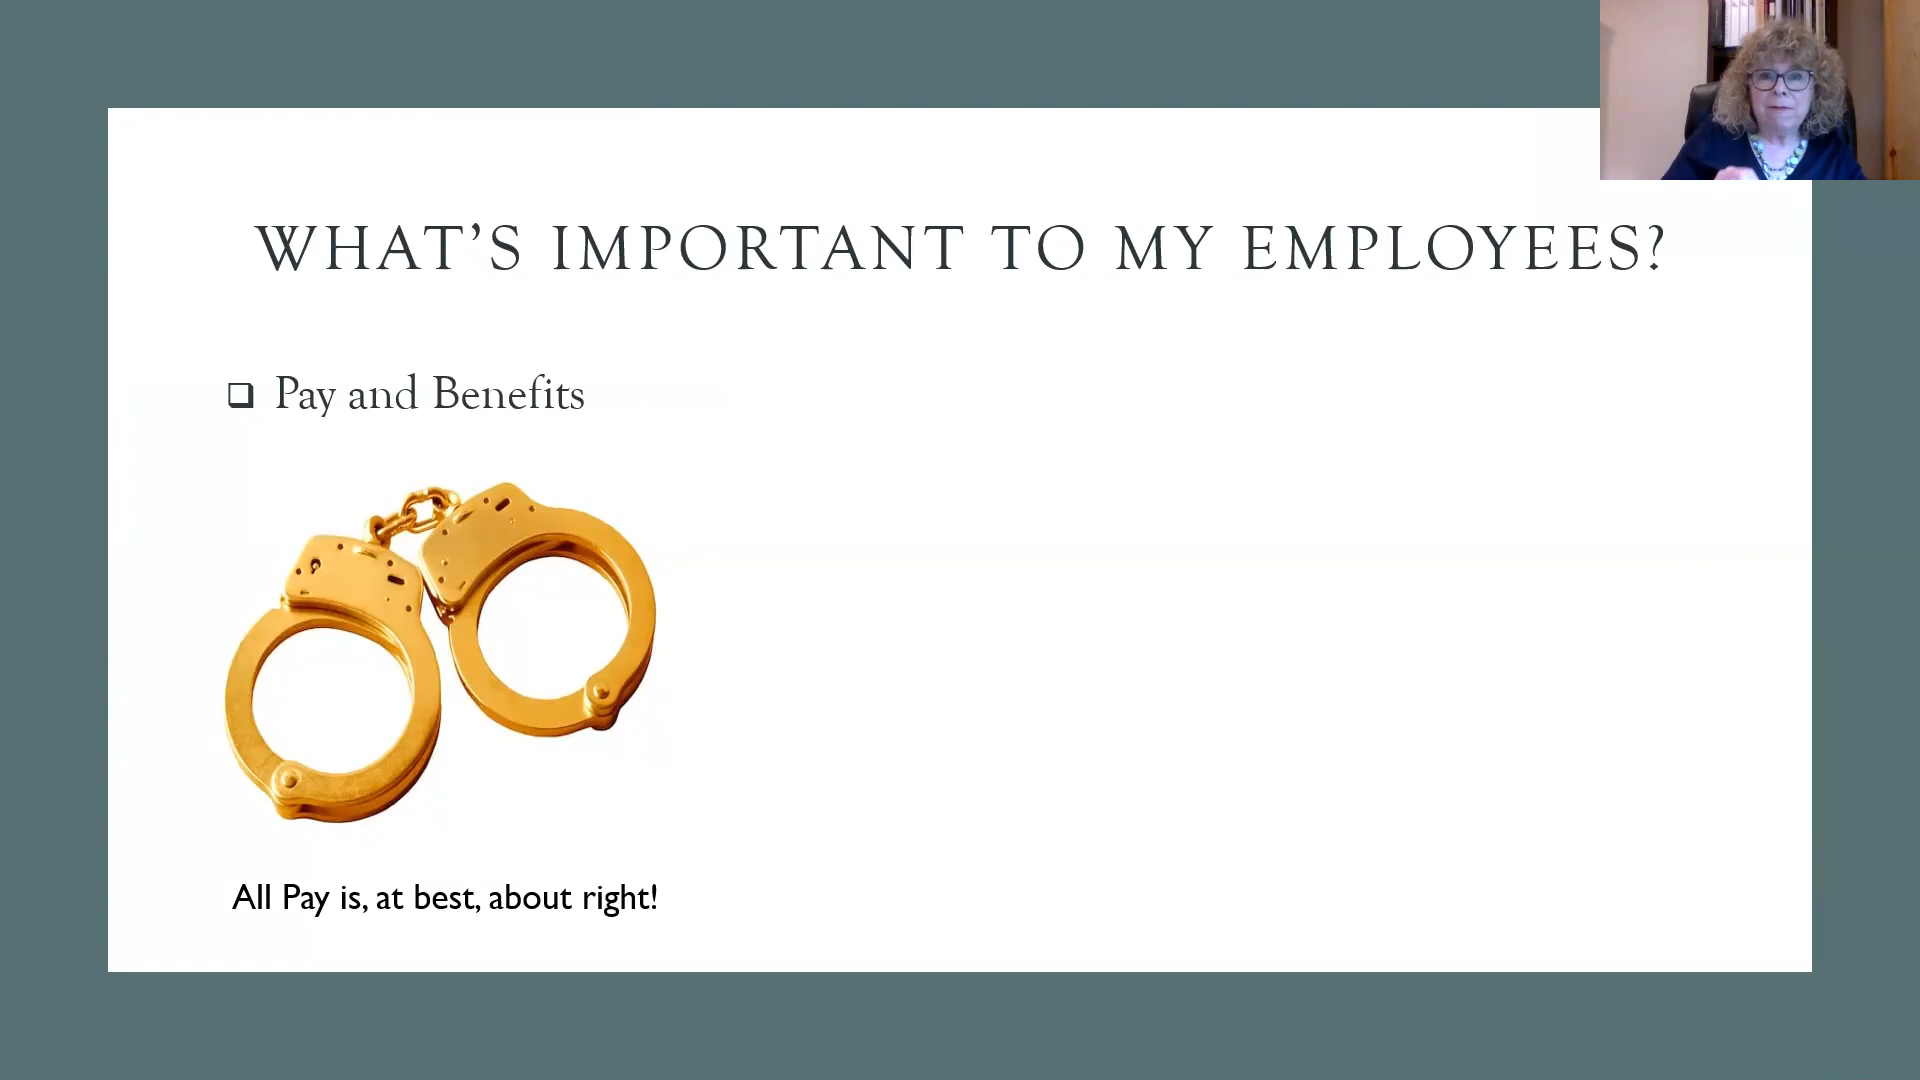 WHAT’S IMPORTANT TO MY EMPLOYEES?
Pay and Benefits
All Pay is, at best, about right!